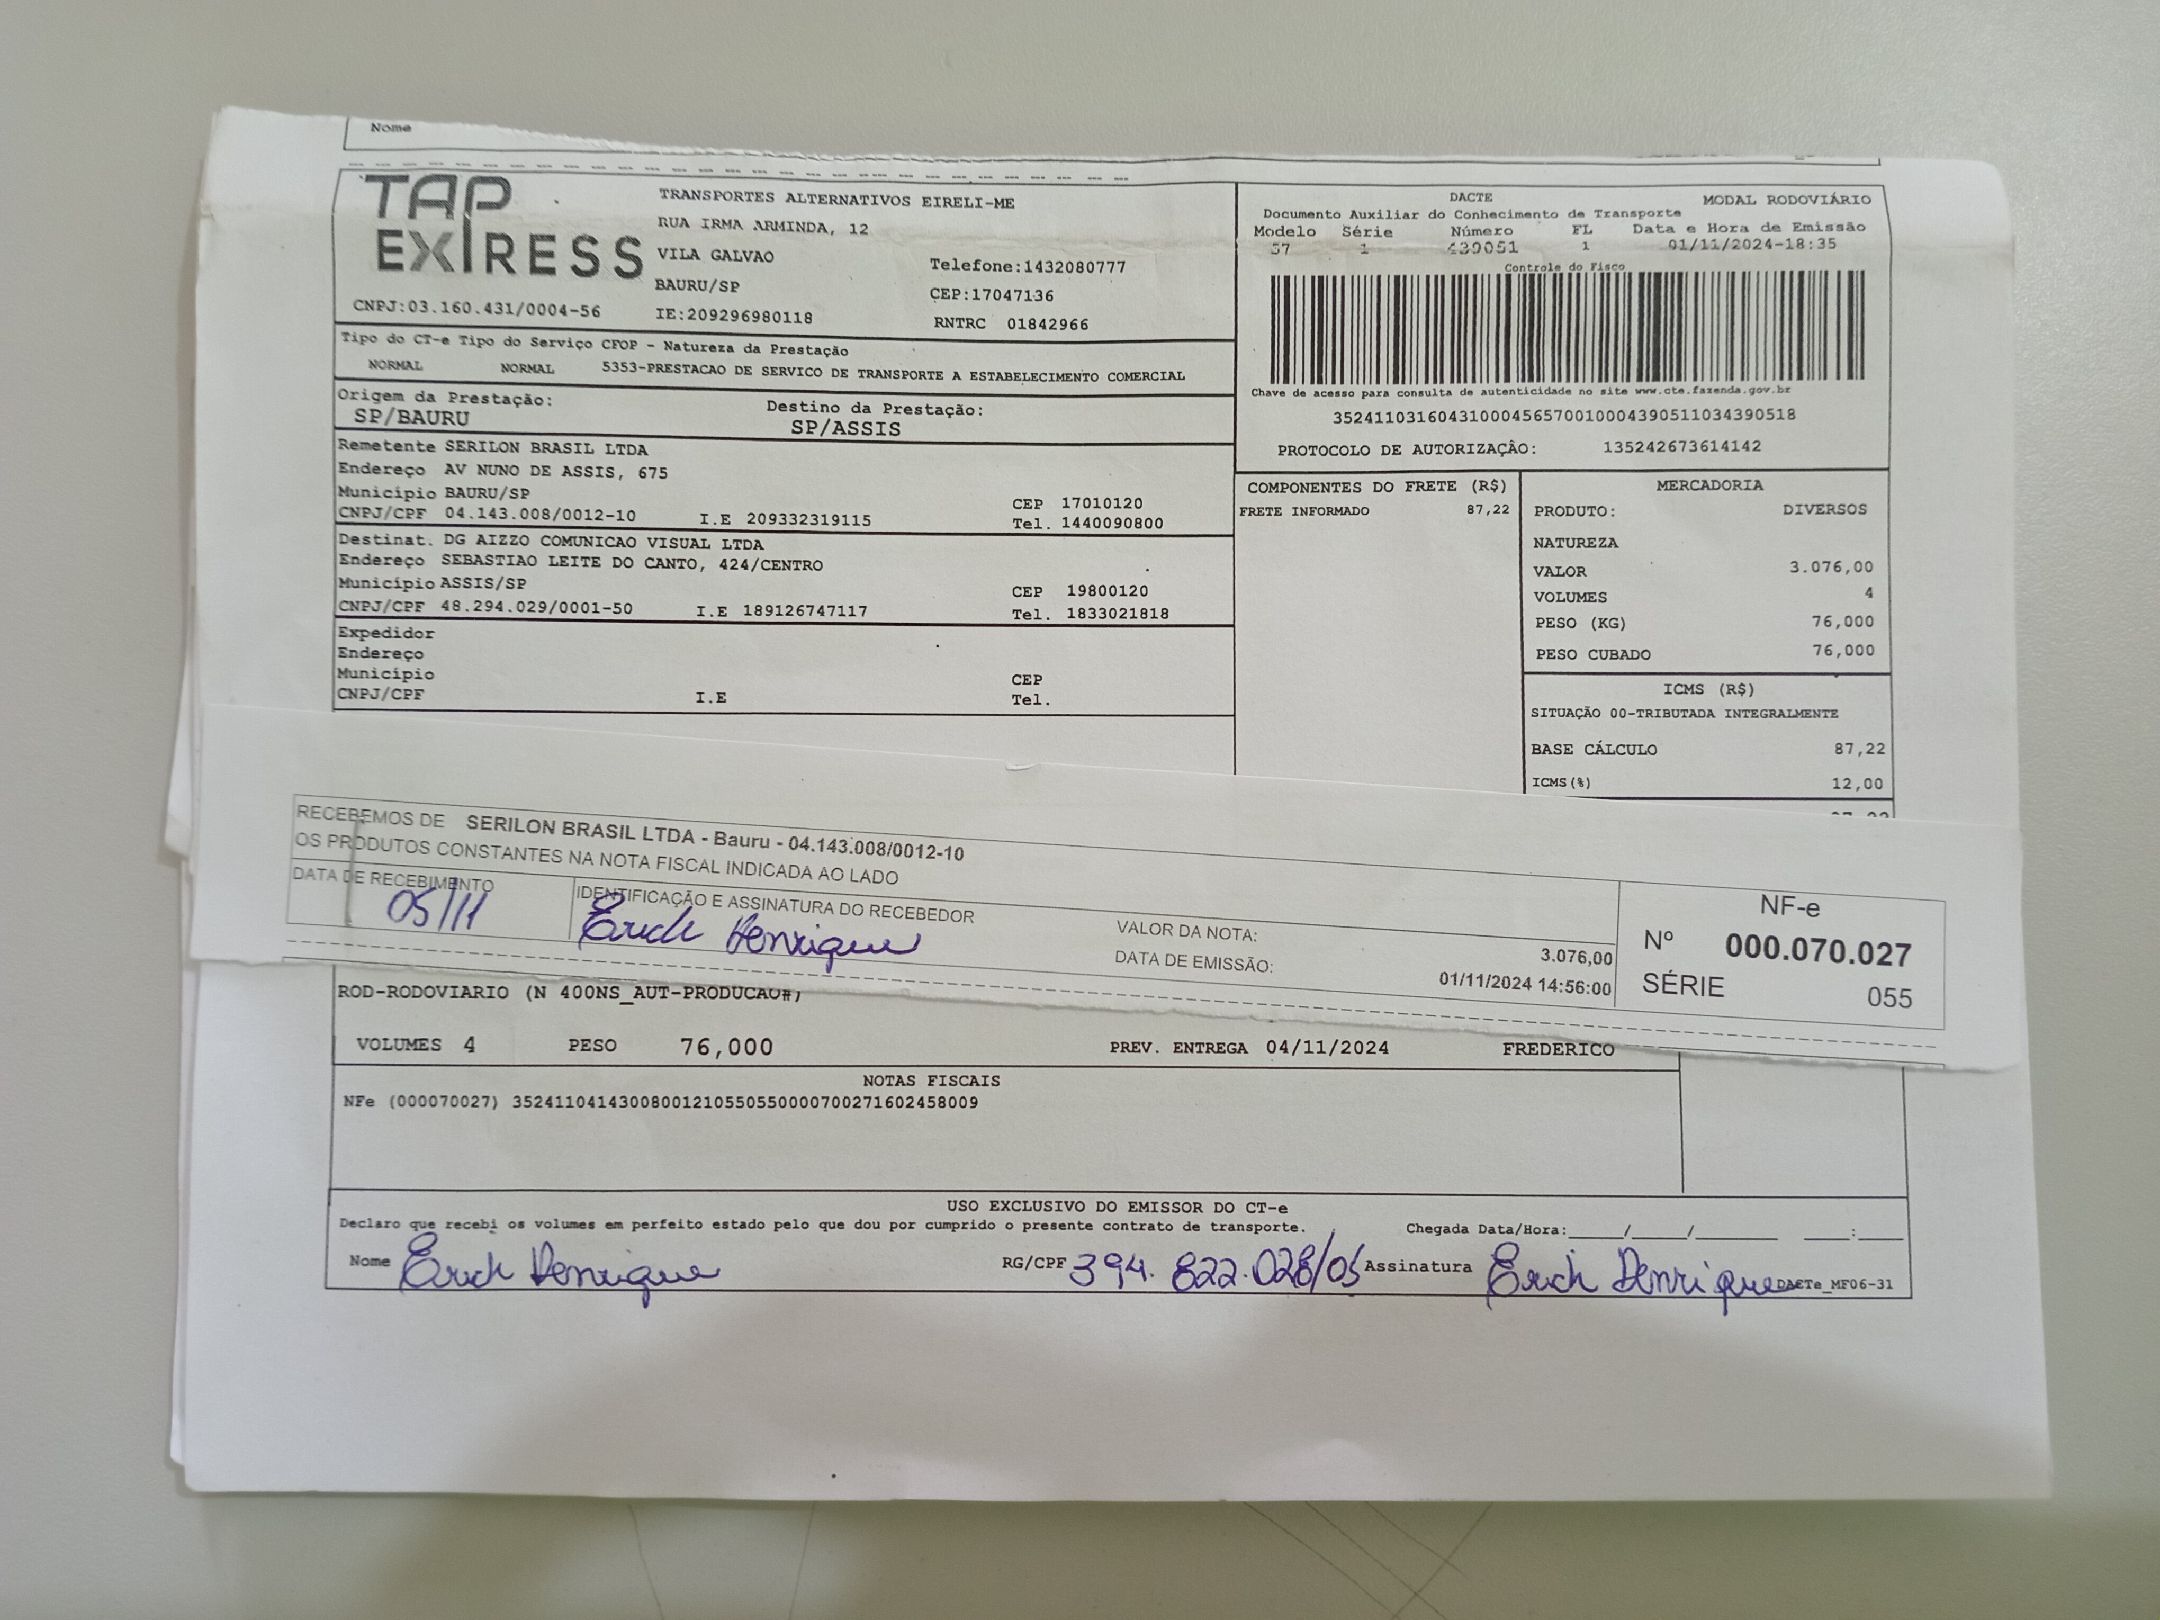 Nome
TAP EXPRESS
TRANSPORTES ALTERNATIVOS EIRELI-ME
RUA IRMA ARMINDA, 12
VILA GALVAO
Telefone:1432080777
BAURU/SP
CEP:17047136
CNPJ:03.160.431/0004-56
IE:209296980118
RNTRC 01842966
DACTE
MODAL RODOVIÁRIO
Documento Auxiliar do Conhecimento de Transporte
Modelo Série Número FL Data e Hora de Emissão
57 1 439051 1 01/11/2024-18:35
Controle do Fisco
Chave de acesso para consulta de autenticidade no site www.cte.fazenda.gov.br
35241103160431000456570010004390511034390518
PROTOCOLO DE AUTORIZAÇÃO: 135242673614142
Tipo do CT-e Tipo do Serviço CFOP - Natureza da Prestação
NORMAL NORMAL 5353-PRESTACAO DE SERVICO DE TRANSPORTE A ESTABELECIMENTO COMERCIAL
Origem da Prestação: Destino da Prestação:
SP/BAURU SP/ASSIS
Remetente SERILON BRASIL LTDA
Endereço AV NUNO DE ASSIS, 675
Município BAURU/SP CEP 17010120
CNPJ/CPF 04.143.008/0012-10 I.E 209332319115 Tel. 1440090800
Destinat. DG AIZZO COMUNICAO VISUAL LTDA
Endereço SEBASTIAO LEITE DO CANTO, 424/CENTRO
Município ASSIS/SP CEP 19800120
CNPJ/CPF 48.294.029/0001-50 I.E 189126747117 Tel. 1833021818
Expedidor
Endereço
Município CEP
CNPJ/CPF I.E Tel.
COMPONENTES DO FRETE (R$)
FRETE INFORMADO 87,22
MERCADORIA
PRODUTO: DIVERSOS
NATUREZA
VALOR 3.076,00
VOLUMES 4
PESO (KG) 76,000
PESO CUBADO 76,000
ICMS (R$)
SITUAÇÃO 00-TRIBUTADA INTEGRALMENTE
BASE CÁLCULO 87,22
ICMS(%) 12,00
RECEBEMOS DE SERILON BRASIL LTDA - Bauru - 04.143.008/0012-10
OS PRODUTOS CONSTANTES NA NOTA FISCAL INDICADA AO LADO
DATA DE RECEBIMENTO IDENTIFICAÇÃO E ASSINATURA DO RECEBEDOR
05/11 Erick Henrique
VALOR DA NOTA: 3.076,00
DATA DE EMISSÃO: 01/11/2024 14:56:00
NF-e
Nº 000.070.027
SÉRIE 055
ROD-RODOVIARIO (N 400NS_AUT-PRODUCAO#)
VOLUMES 4 PESO 76,000 PREV. ENTREGA 04/11/2024 FREDERICO
NOTAS FISCAIS
NFe (000070027) 35241104143008001210550550000700271602458009
USO EXCLUSIVO DO EMISSOR DO CT-e
Declaro que recebi os volumes em perfeito estado pelo que dou por cumprido o presente contrato de transporte. Chegada Data/Hora:_____/_____/________ ____:____
Nome Erick Henrique RG/CPF 394.822.028/05 Assinatura Erick Henrique DACTe_MF06-31